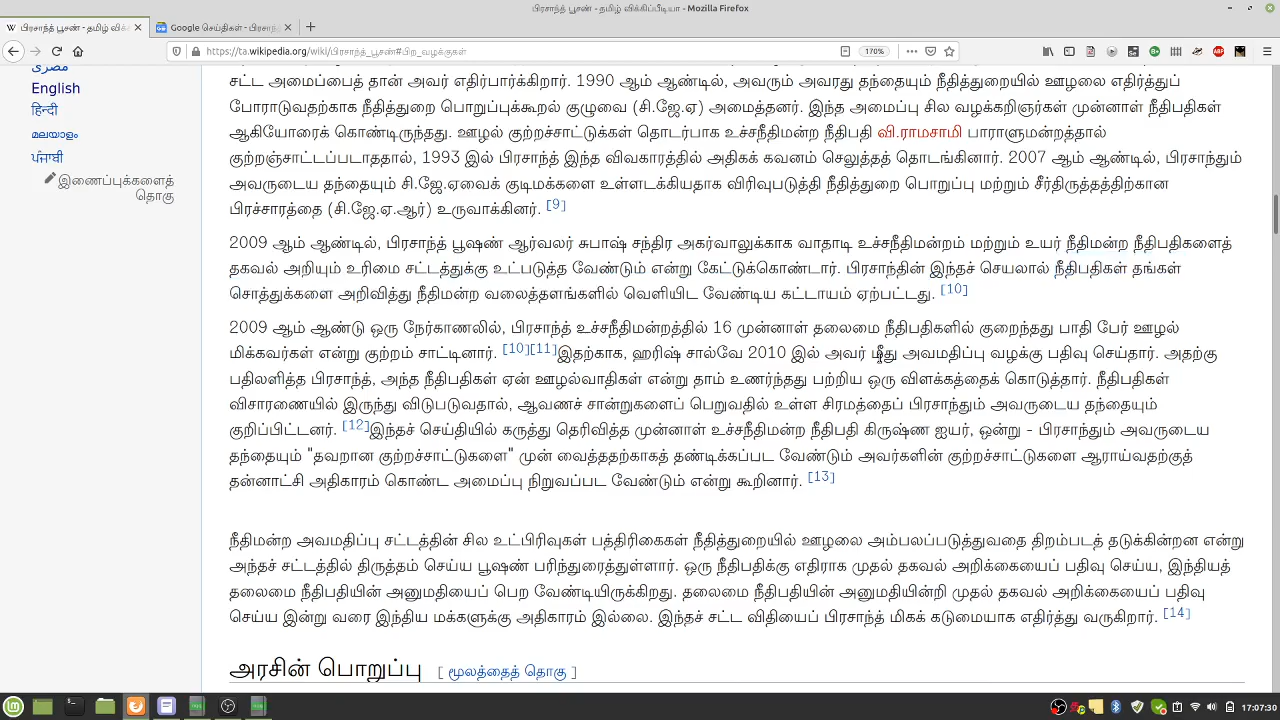 பிரசாந்த் பூசண் - தமிழ் விக்கிப்பீடியா - Mozilla Firefox
பிரசாந்த் பூசண் - தமிழ் விக்
Google செய்திகள் - பிரசாந்
https://ta.wikipedia.org/wiki/பிரசாந்த்_பூசண்#பிற_வழக்குகள்
170%
مصرى
English
हिन्दी
മലയാളം
ਪੰਜਾਬੀ
இணைப்புக்களைத்
தொகு
சட்ட அமைப்பைத் தான் அவர் எதிர்பார்க்கிறார். 1990 ஆம் ஆண்டில், அவரும் அவரது தந்தையும் நீதித்துறையில் ஊழலை எதிர்த்துப்
போராடுவதற்காக நீதித்துறை பொறுப்புக்கூறல் குழுவை (சி.ஜே.ஏ) அமைத்தனர். இந்த அமைப்பு சில வழக்கறிஞர்கள் முன்னாள் நீதிபதிகள்
ஆகியோரைக் கொண்டிருந்தது. ஊழல் குற்றச்சாட்டுக்கள் தொடர்பாக உச்சநீதிமன்ற நீதிபதி வி.ராமசாமி பாராளுமன்றத்தால்
குற்றஞ்சாட்டப்படாததால், 1993 இல் பிரசாந்த் இந்த விவகாரத்தில் அதிகக் கவனம் செலுத்தத் தொடங்கினார். 2007 ஆம் ஆண்டில், பிரசாந்தும்
அவருடைய தந்தையும் சி.ஜே.ஏவைக் குடிமக்களை உள்ளடக்கியதாக விரிவுபடுத்தி நீதித்துறை பொறுப்பு மற்றும் சீர்திருத்தத்திற்கான
பிரச்சாரத்தை (சி.ஜே.ஏ.ஆர்) உருவாக்கினர். [9]
2009 ஆம் ஆண்டில், பிரசாந்த் பூஷண் ஆர்வலர் சுபாஷ் சந்திர அகர்வாலுக்காக வாதாடி உச்சநீதிமன்றம் மற்றும் உயர் நீதிமன்ற நீதிபதிகளைத்
தகவல் அறியும் உரிமை சட்டத்துக்கு உட்படுத்த வேண்டும் என்று கேட்டுக்கொண்டார். பிரசாந்தின் இந்தச் செயலால் நீதிபதிகள் தங்கள்
சொத்துக்களை அறிவித்து நீதிமன்ற வலைத்தளங்களில் வெளியிட வேண்டிய கட்டாயம் ஏற்பட்டது. [10]
2009 ஆம் ஆண்டு ஒரு நேர்காணலில், பிரசாந்த் உச்சநீதிமன்றத்தில் 16 முன்னாள் தலைமை நீதிபதிகளில் குறைந்தது பாதி பேர் ஊழல்
மிக்கவர்கள் என்று குற்றம் சாட்டினார். [10][11]இதற்காக, ஹரிஷ் சால்வே 2010 இல் அவர் மீது அவமதிப்பு வழக்கு பதிவு செய்தார். அதற்கு
பதிலளித்த பிரசாந்த், அந்த நீதிபதிகள் ஏன் ஊழல்வாதிகள் என்று தாம் உணர்ந்தது பற்றிய ஒரு விளக்கத்தைக் கொடுத்தார். நீதிபதிகள்
விசாரணையில் இருந்து விடுபடுவதால், ஆவணச் சான்றுகளைப் பெறுவதில் உள்ள சிரமத்தைப் பிரசாந்தும் அவருடைய தந்தையும்
குறிப்பிட்டனர். [12]இந்தச் செய்தியில் கருத்து தெரிவித்த முன்னாள் உச்சநீதிமன்ற நீதிபதி கிருஷ்ண ஐயர், ஒன்று - பிரசாந்தும் அவருடைய
தந்தையும் "தவறான குற்றச்சாட்டுகளை" முன் வைத்ததற்காகத் தண்டிக்கப்பட வேண்டும் அவர்களின் குற்றச்சாட்டுகளை ஆராய்வதற்குத்
தன்னாட்சி அதிகாரம் கொண்ட அமைப்பு நிறுவப்பட வேண்டும் என்று கூறினார். [13]
நீதிமன்ற அவமதிப்பு சட்டத்தின் சில உட்பிரிவுகள் பத்திரிகைகள் நீதித்துறையில் ஊழலை அம்பலப்படுத்துவதை திறம்படத் தடுக்கின்றன என்று
அந்தச் சட்டத்தில் திருத்தம் செய்ய பூஷண் பரிந்துரைத்துள்ளார். ஒரு நீதிபதிக்கு எதிராக முதல் தகவல் அறிக்கையைப் பதிவு செய்ய, இந்தியத்
தலைமை நீதிபதியின் அனுமதியைப் பெற வேண்டியிருக்கிறது. தலைமை நீதிபதியின் அனுமதியின்றி முதல் தகவல் அறிக்கையைப் பதிவு
செய்ய இன்று வரை இந்திய மக்களுக்கு அதிகாரம் இல்லை. இந்தச் சட்ட விதியைப் பிரசாந்த் மிகக் கடுமையாக எதிர்த்து வருகிறார். [14]
அரசின் பொறுப்பு [ மூலத்தைத் தொகு ]
17:07:30